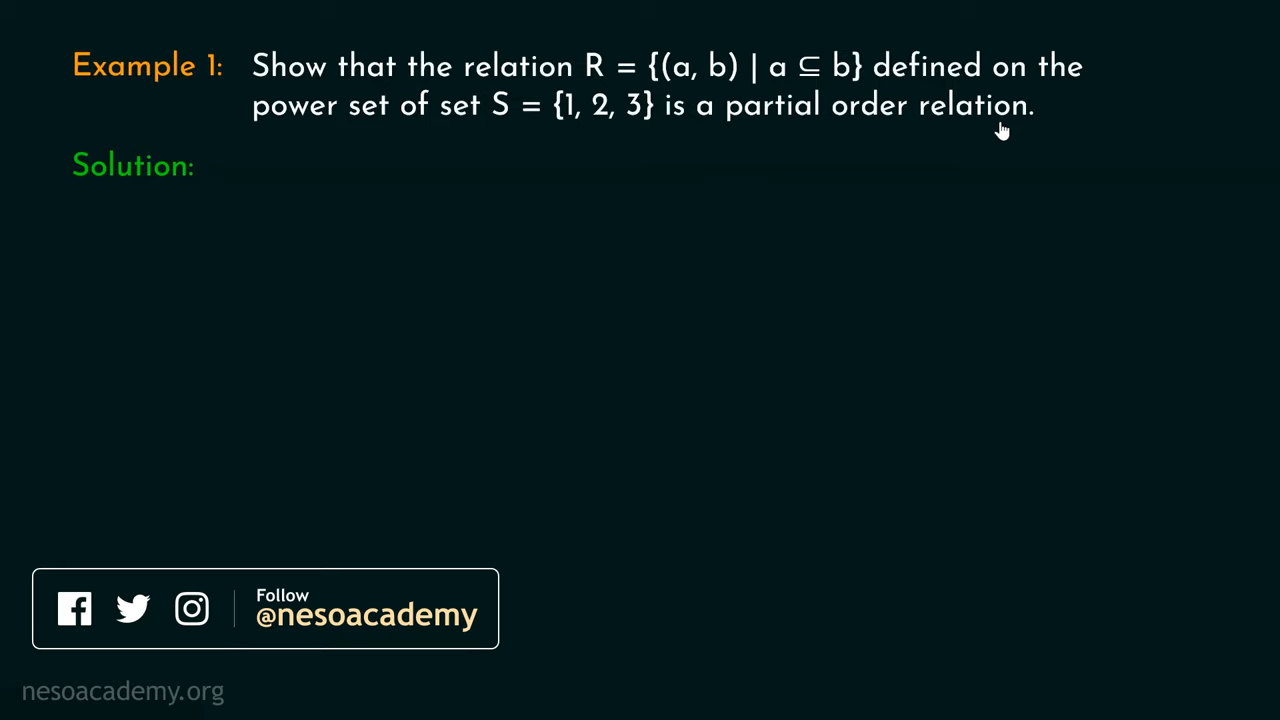 Example 1: Show that the relation R = {(a, b) | a ⊆ b} defined on the
power set of set S = {1, 2, 3} is a partial order relation.
Solution:
Follow
@nesoacademy
nesoacademy.org